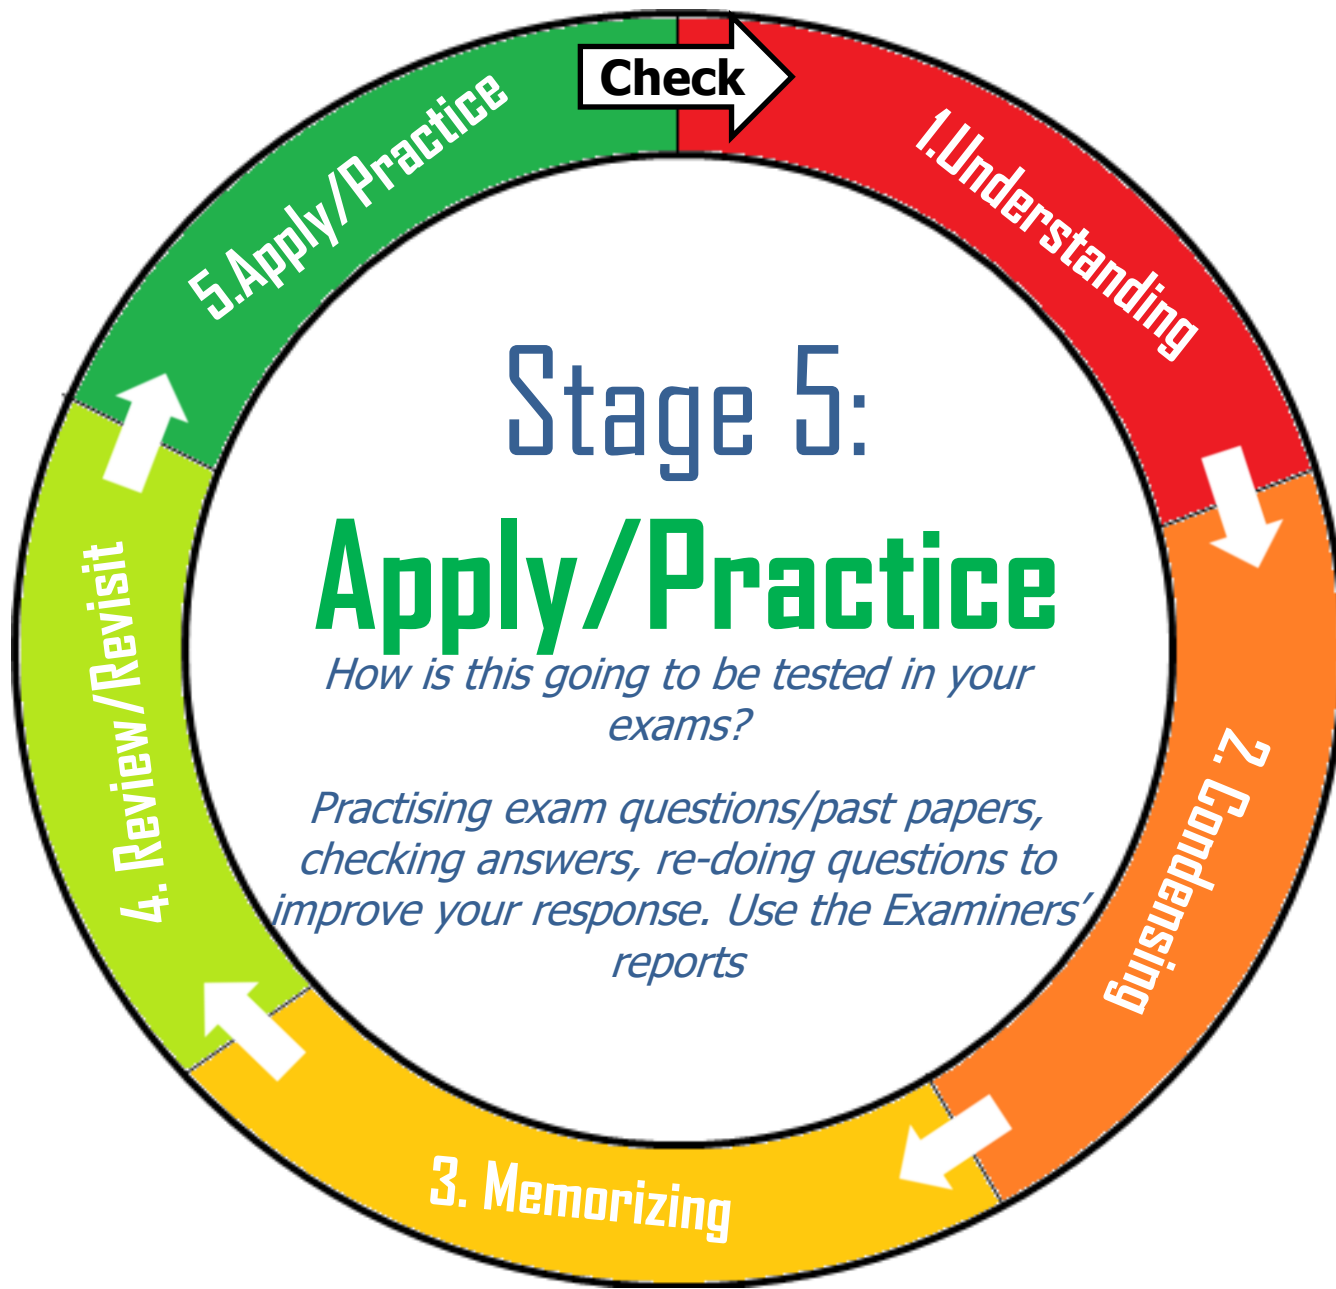 Check
1.Understanding
2. Condensing
3. Memorizing
4. Review/Revisit
5.Apply/Practice
Stage 5:
Apply/Practice
How is this going to be tested in your
exams?
Practising exam questions/past papers,
checking answers, re-doing questions to
improve your response. Use the Examiners’
reports